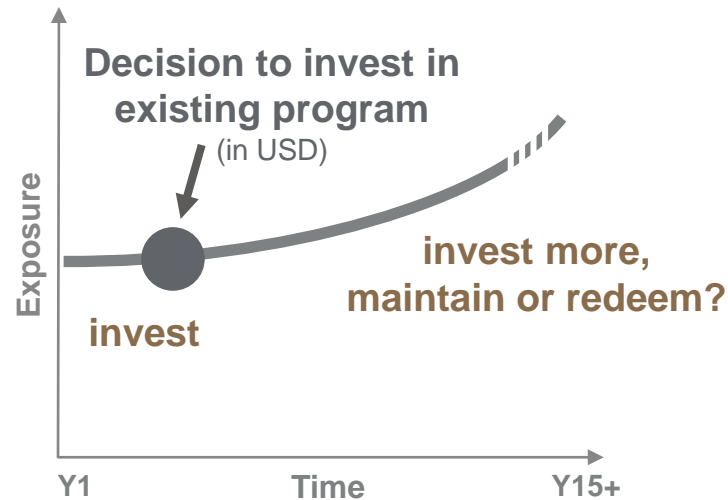 Decision to invest in
existing program
(in USD)
Exposure
invest
invest more,
maintain or redeem?
Y1
Time
Y15+